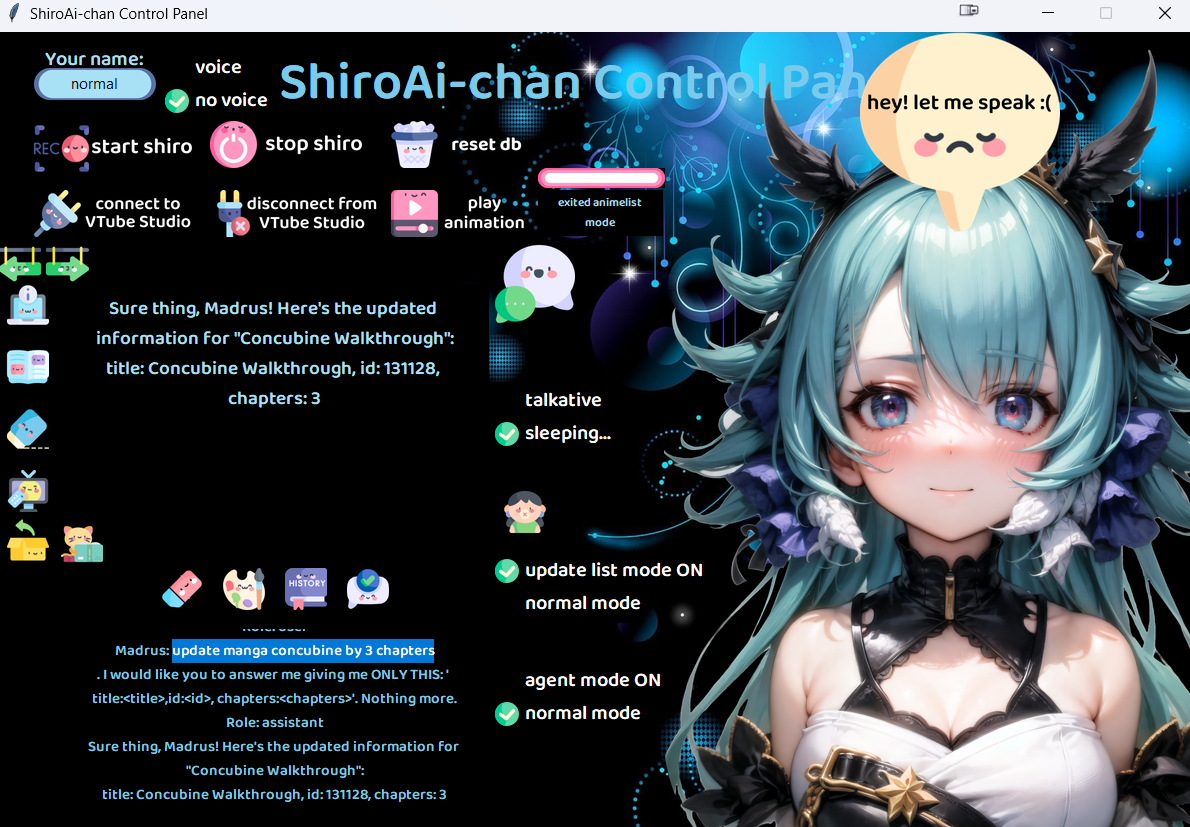 ShiroAi-chan Control Panel
Your name:
normal
voice
no voice
ShiroAi-chan Control Pan
hey! let me speak :(
REC
start shiro
stop shiro
reset db
connect to
VTube Studio
disconnect from
VTube Studio
play
animation
exited animelist
mode
Sure thing, Madrus! Here's the updated
information for "Concubine Walkthrough":
title: Concubine Walkthrough, id: 131128,
chapters: 3
talkative
sleeping...
update list mode ON
normal mode
HISTORY
agent mode ON
normal mode
Role: user
Madrus: update manga concubine by 3 chapters
. I would like you to answer me giving me ONLY THIS: '
title:<title>,id:<id>, chapters:<chapters>'. Nothing more.
Role: assistant
Sure thing, Madrus! Here's the updated information for
"Concubine Walkthrough":
title: Concubine Walkthrough, id: 131128, chapters: 3